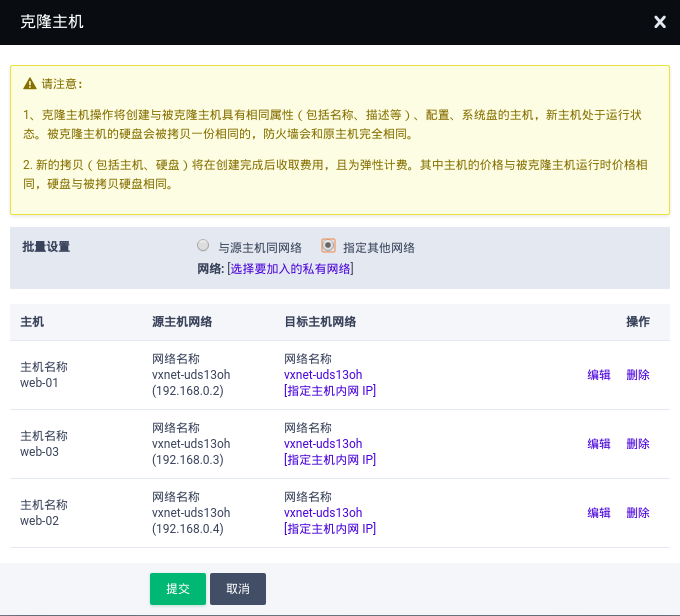 克隆主机
请注意：
1、克隆主机操作将创建与被克隆主机具有相同属性（包括名称、描述等）、配置、系统盘的主机，新主机处于运行状
态。被克隆主机的硬盘会被拷贝一份相同的，防火墙会和原主机完全相同。
2. 新的拷贝（包括主机、硬盘）将在创建完成后收取费用，且为弹性计费。其中主机的价格与被克隆主机运行时价格相
同，硬盘与被拷贝硬盘相同。
批量设置 与源主机同网络 指定其他网络
网络: [选择要加入的私有网络]
主机 源主机网络 目标主机网络 操作
主机名称
web-01
网络名称
vxnet-uds13oh
(192.168.0.2)
网络名称
vxnet-uds13oh
[指定主机内网 IP]
编辑 删除
主机名称
web-03
网络名称
vxnet-uds13oh
(192.168.0.3)
网络名称
vxnet-uds13oh
[指定主机内网 IP]
编辑 删除
主机名称
web-02
网络名称
vxnet-uds13oh
(192.168.0.4)
网络名称
vxnet-uds13oh
[指定主机内网 IP]
编辑 删除
提交 取消